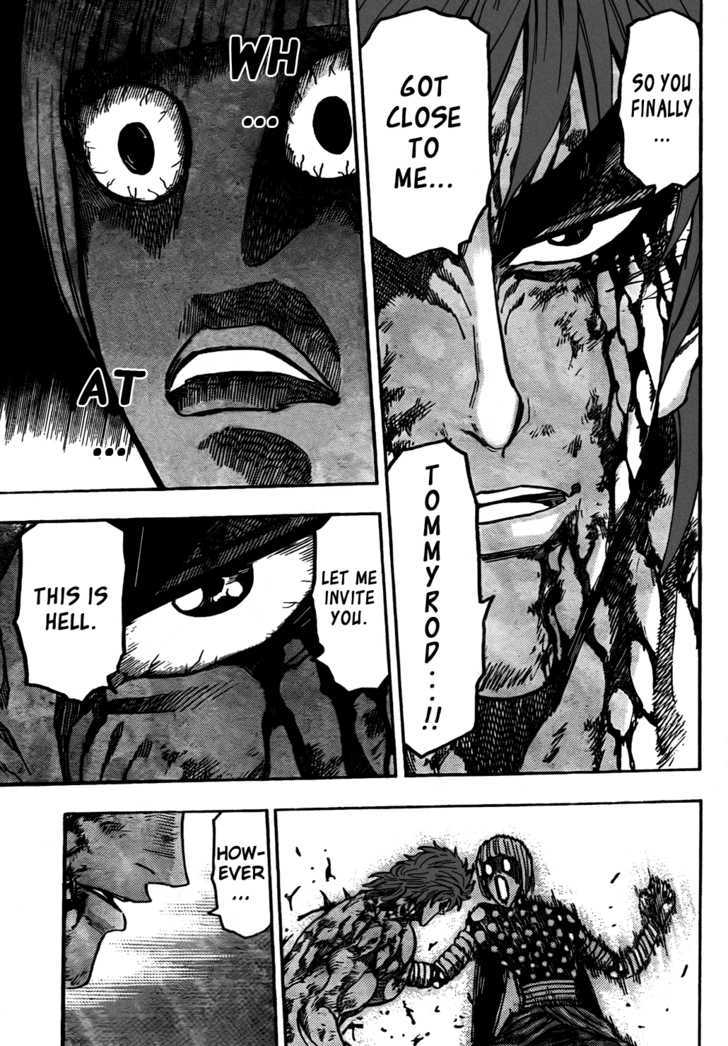 SO YOU
FINALLY
...
GOT
CLOSE
TO
ME...
TOMMYROD...!!
WH
...
AT
...
LET ME
INVITE
YOU.
THIS IS
HELL.
HOW-
EVER
...